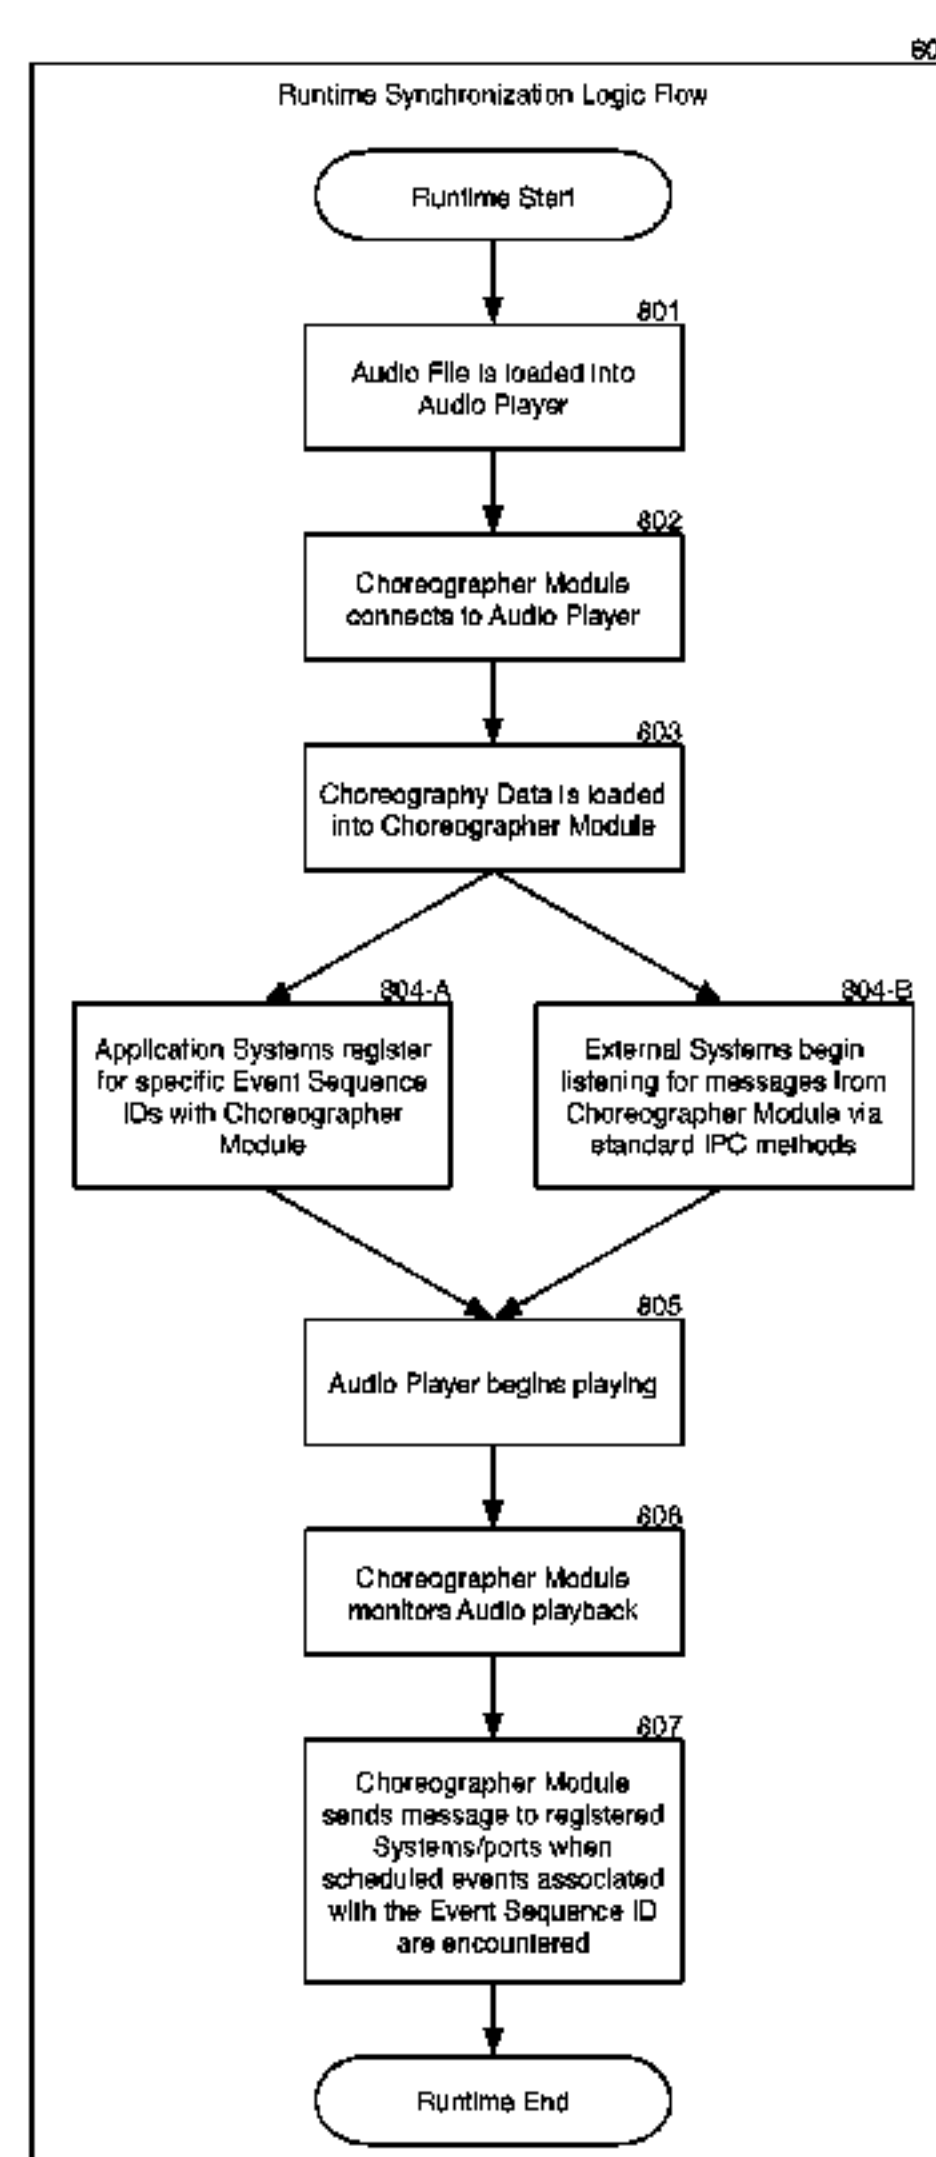 Runtime Synchronization Logic Flow
Runtime Start
801
Audio File is loaded into
Audio Player
802
Choreographer Module
connects to Audio Player
803
Choreography Data is loaded
into Choreographer Module
804-A
Application Systems register
for specific Event Sequence
IDs with Choreographer
Module
804-B
External Systems begin
listening for messages from
Choreographer Module via
standard IPC methods
805
Audio Player begins playing
806
Choreographer Module
monitors Audio playback
807
Choreographer Module
sends message to registered
Systems/ports when
scheduled events associated
with the Event Sequence ID
are encountered
Runtime End